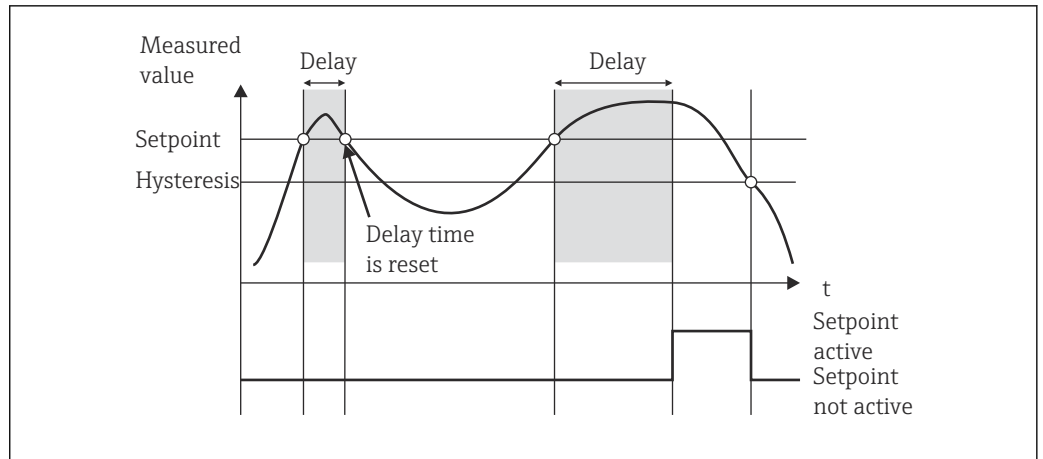 Measured
value
Delay
Delay
Setpoint
Hysteresis
Delay time
is reset
t
Setpoint
active
Setpoint
not active